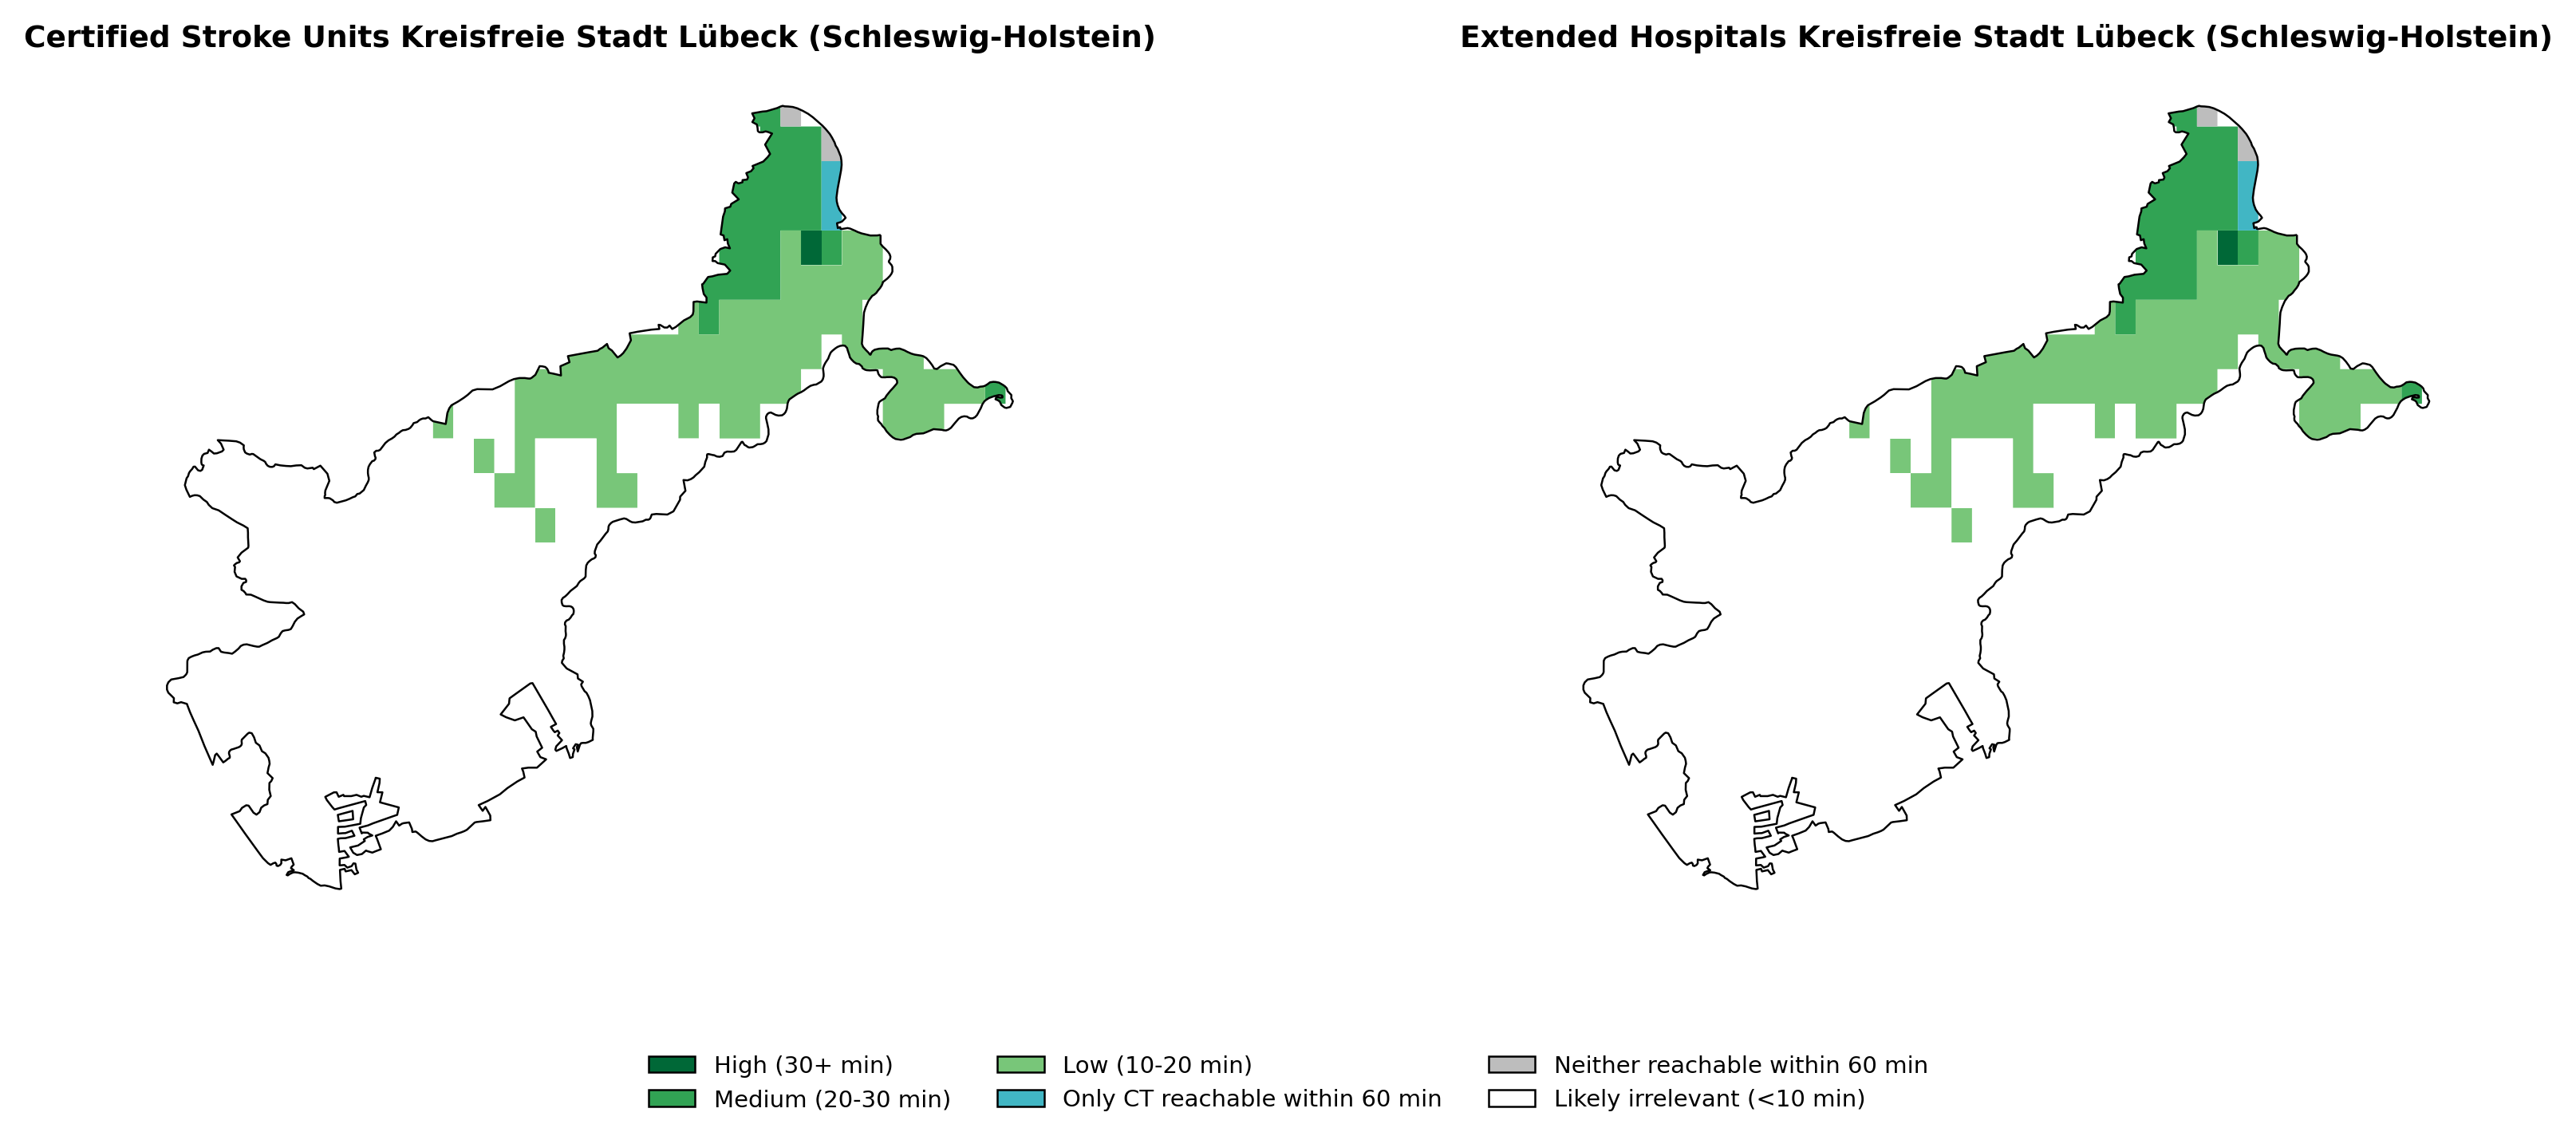 Certified Stroke Units Kreisfreie Stadt Lübeck (Schleswig-Holstein)
Extended Hospitals Kreisfreie Stadt Lübeck (Schleswig-Holstein)
High (30+ min)
Medium (20-30 min)
Low (10-20 min)
Only CT reachable within 60 min
Neither reachable within 60 min
Likely irrelevant (<10 min)